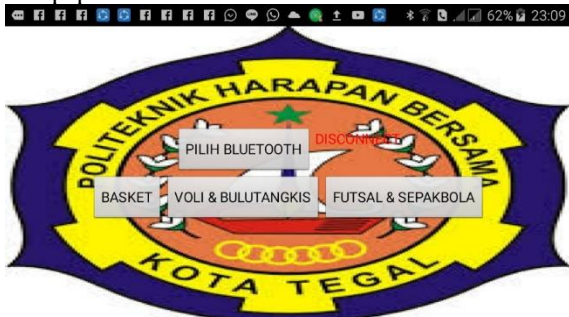 62% 23:09
POLITEKNIK HARAPAN BERSAMA
PILIH BLUETOOTH
DISCONNECT
BASKET
VOLI & BULUTANGKIS
FUTSAL & SEPAKBOLA
KOTA TEGAL